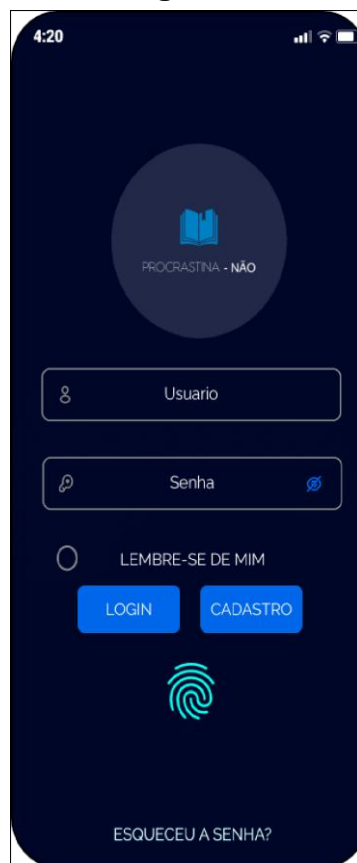 4:20
PROCRASTINA - NÃO
Usuario
Senha
LEMBRE-SE DE MIM
LOGIN CADASTRO
ESQUECEU A SENHA?